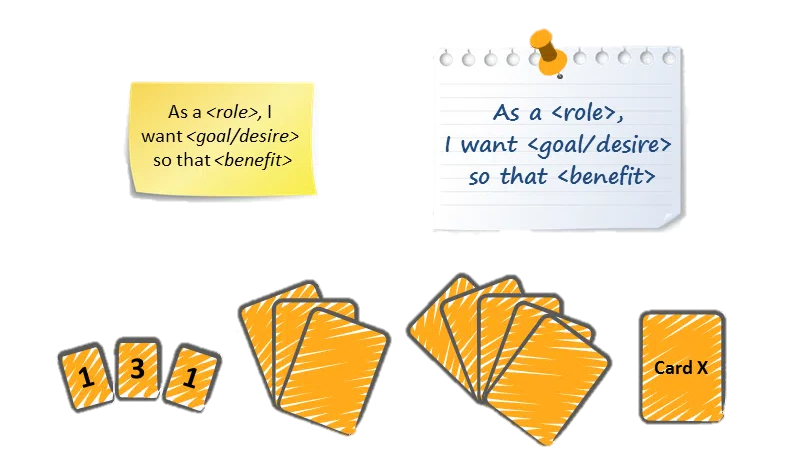 As a <role>, I
want <goal/desire>
so that <benefit>
As a <role>,
I want <goal/desire>
so that <benefit>
1
3
1
Card X